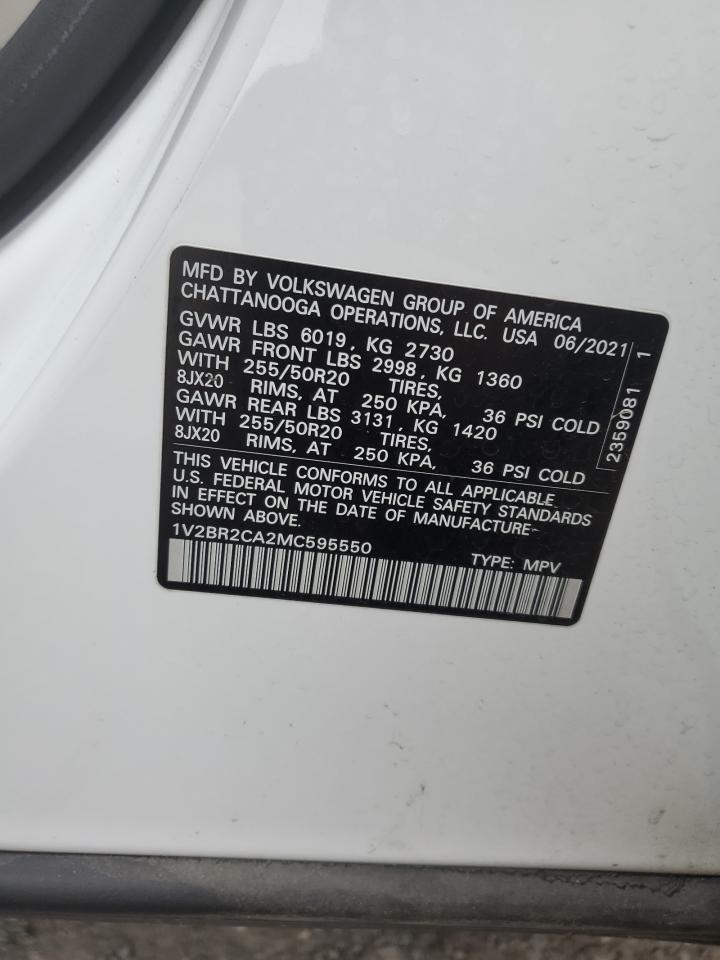 MFD BY VOLKSWAGEN GROUP OF AMERICA
CHATTANOOGA OPERATIONS, LLC. USA 06/2021
GVWR LBS 6019, KG 2730
GAWR FRONT LBS 2998, KG 1360
WITH 255/50R20 TIRES,
8JX20 RIMS, AT 250 KPA, 36 PSI COLD
GAWR REAR LBS 3131, KG 1420
WITH 255/50R20 TIRES,
8JX20 RIMS, AT 250 KPA, 36 PSI COLD
2359081 1
THIS VEHICLE CONFORMS TO ALL APPLICABLE
U.S. FEDERAL MOTOR VEHICLE SAFETY STANDARDS
IN EFFECT ON THE DATE OF MANUFACTURE
SHOWN ABOVE.
1V2BR2CA2MC595550 TYPE: MPV